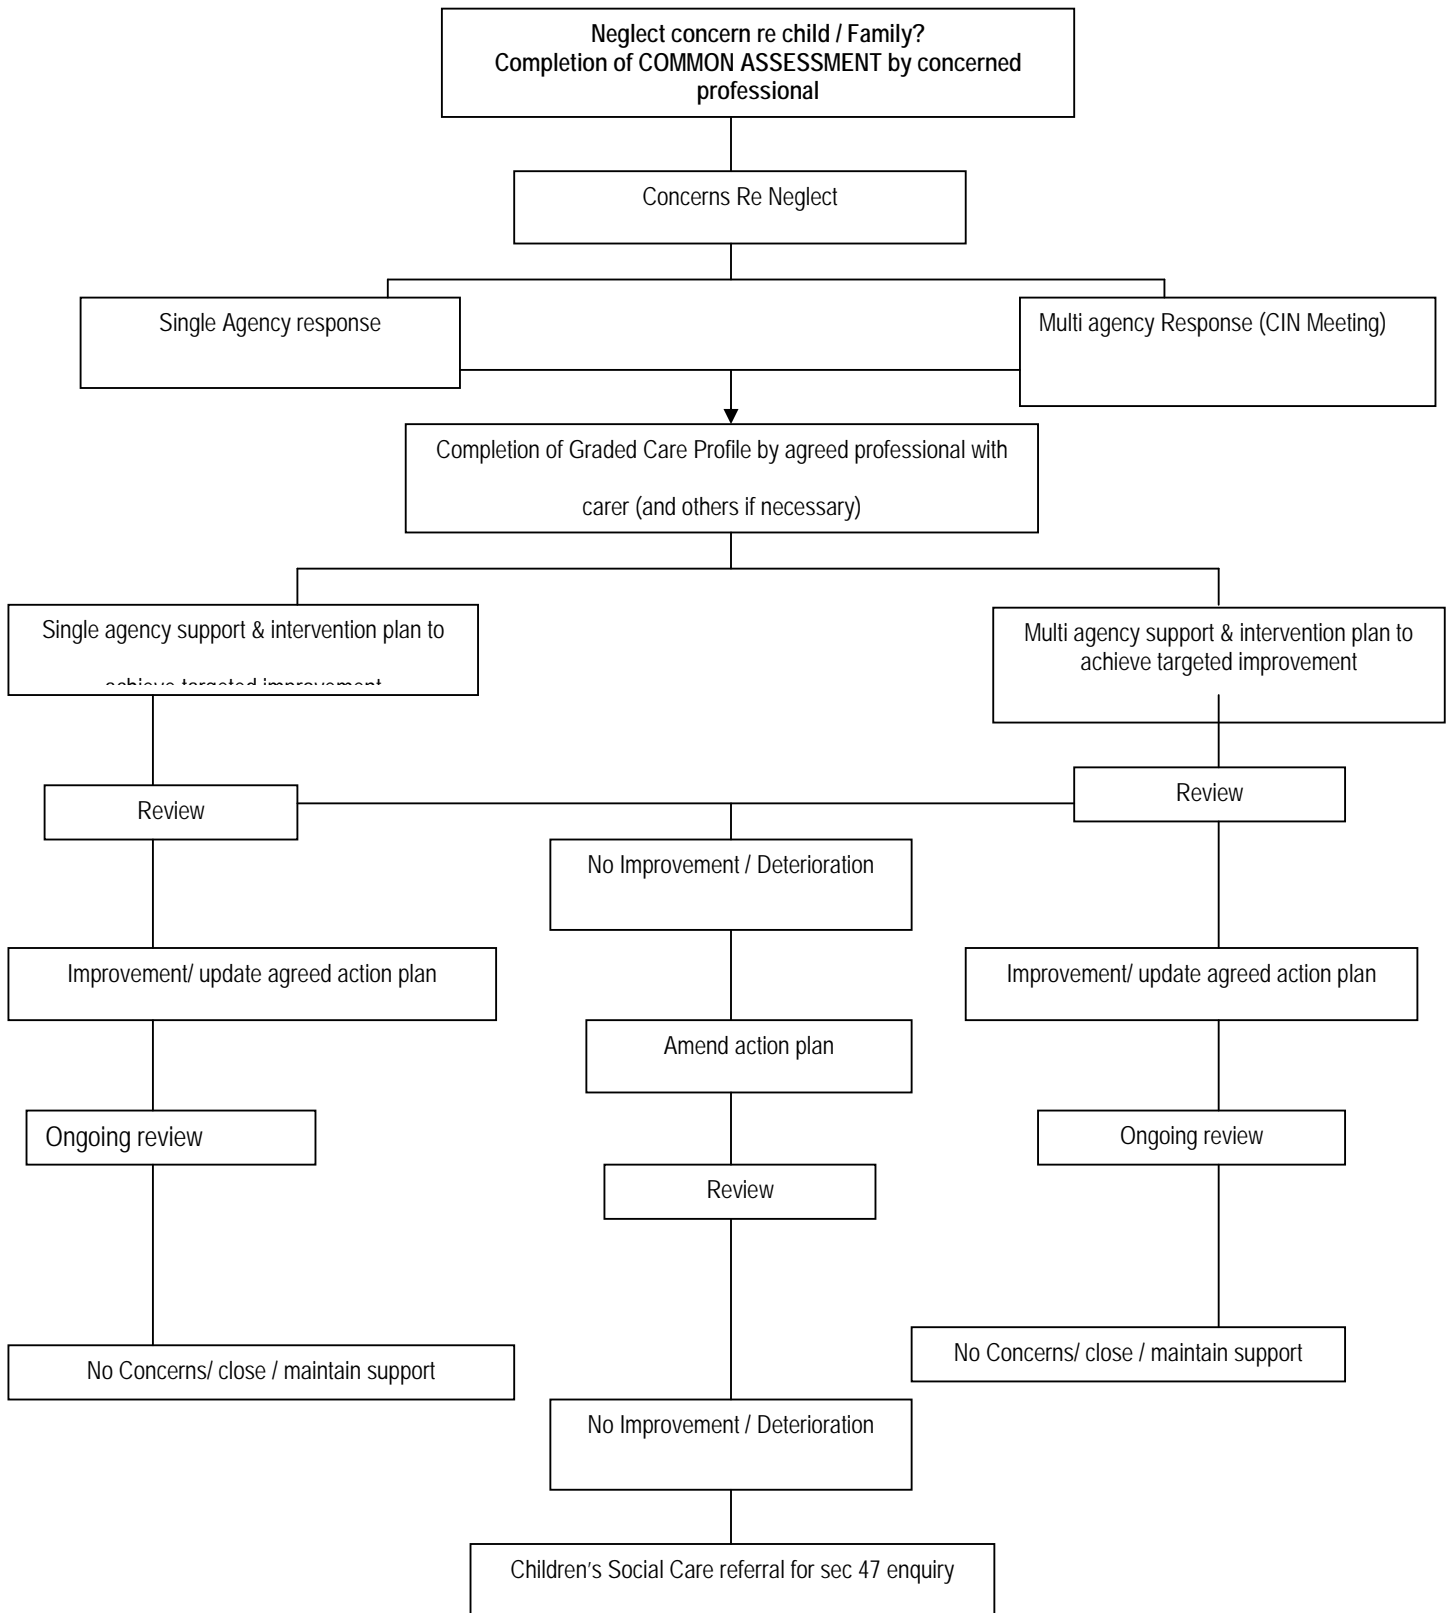 Neglect concern re child / Family?
Completion of COMMON ASSESSMENT by concerned
professional
Concerns Re Neglect
Single Agency response
Multi agency Response (CIN Meeting)
Completion of Graded Care Profile by agreed professional with
carer (and others if necessary)
Single agency support & intervention plan to
achieve targeted improvement
Multi agency support & intervention plan to
achieve targeted improvement
Review
Review
No Improvement / Deterioration
Improvement/ update agreed action plan
Improvement/ update agreed action plan
Amend action plan
Ongoing review
Ongoing review
Review
No Concerns/ close / maintain support
No Concerns/ close / maintain support
No Improvement / Deterioration
Children's Social Care referral for sec 47 enquiry